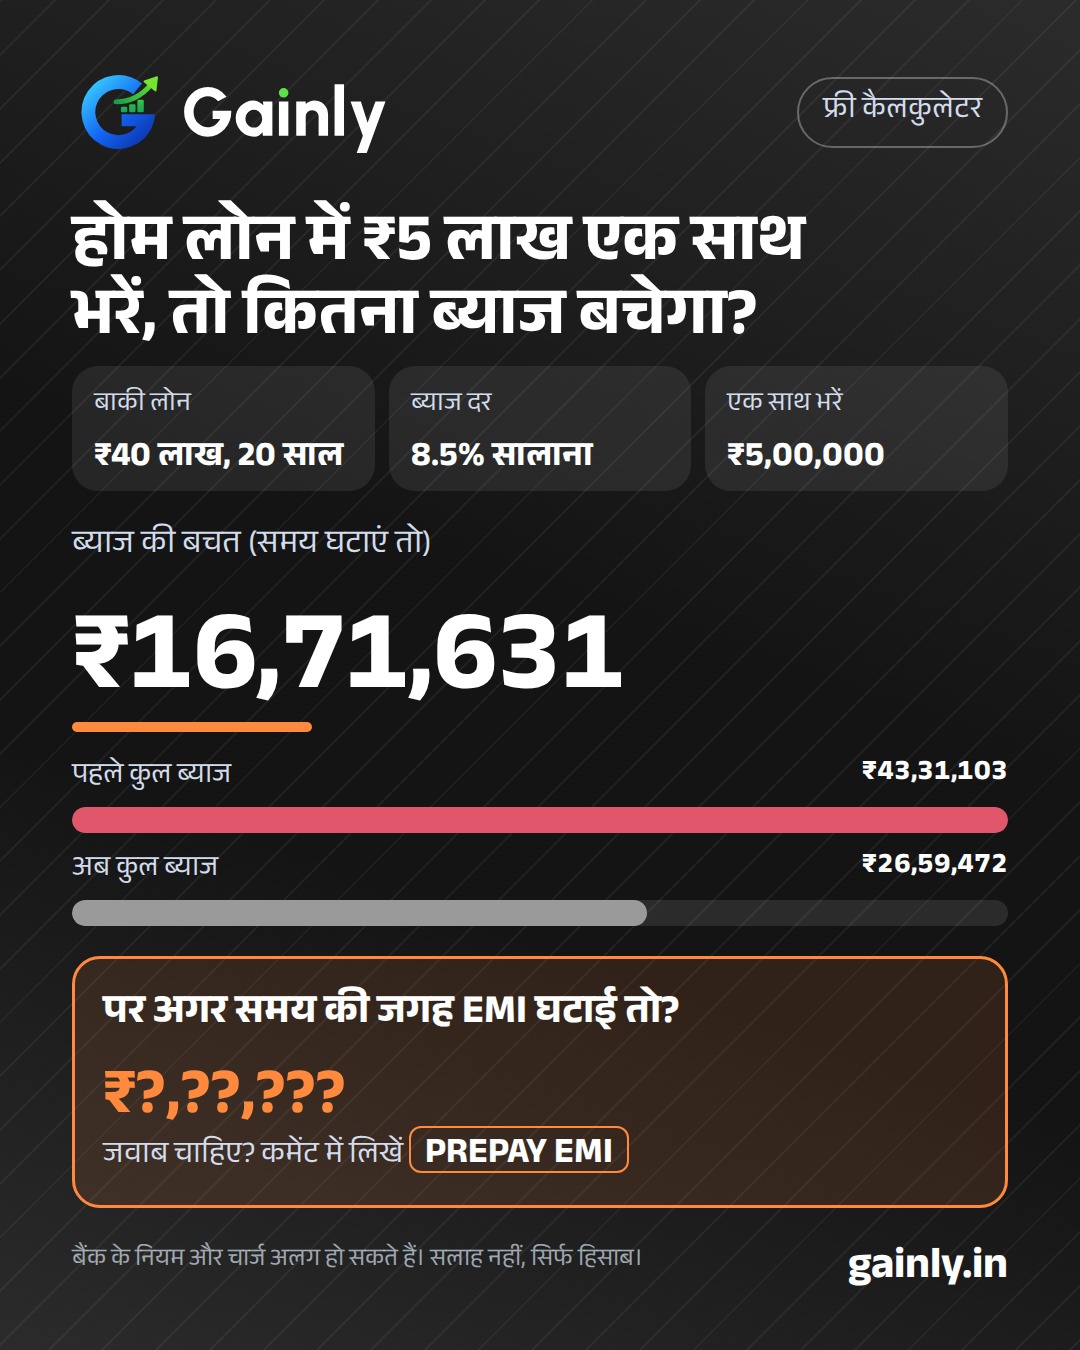 Gainly
फ्री कैलकुलेटर
होम लोन में ₹5 लाख एक साथ
भरें, तो कितना ब्याज बचेगा?
बाकी लोन
₹40 लाख, 20 साल
ब्याज दर
8.5% सालाना
एक साथ भरें
₹5,00,000
ब्याज की बचत (समय घटाएं तो)
₹16,71,631
पहले कुल ब्याज ₹43,31,103
अब कुल ब्याज ₹26,59,472
पर अगर समय की जगह EMI घटाई तो?
₹?,??,???
जवाब चाहिए? कमेंट में लिखें PREPAY EMI
बैंक के नियम और चार्ज अलग हो सकते हैं। सलाह नहीं, सिर्फ हिसाब।
gainly.in